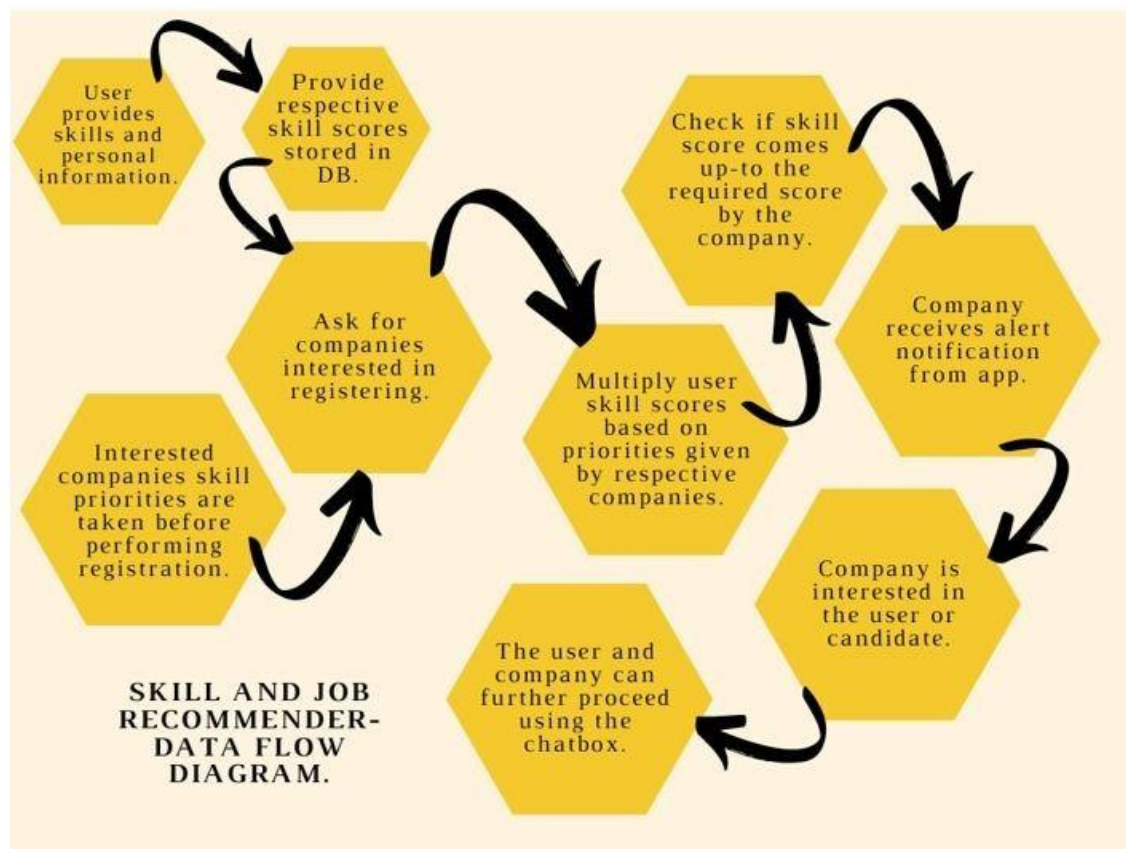 User
provides
skills and
personal
information.
Provide
respective
skill scores
stored in
DB.
Ask for
companies
interested in
registering.
Interested
companies skill
priorities are
taken before
performing
registration.
Multiply user
skill scores
based on
priorities given
by respective
companies.
Check if skill
score comes
up-to the
required score
by the
company.
Company
receives alert
notification
from app.
Company is
interested in
the user or
candidate.
The user and
company can
further proceed
using the
chatbox.
SKILL AND JOB
RECOMMENDER-
DATA FLOW
DIAGRAM.